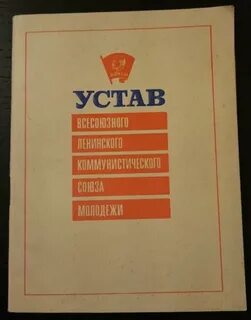 УСТАВ
ВСЕСОЮЗНОГО
ЛЕНИНСКОГО
КОММУНИСТИЧЕСКОГО
СОЮЗА
МОЛОДЕЖИ